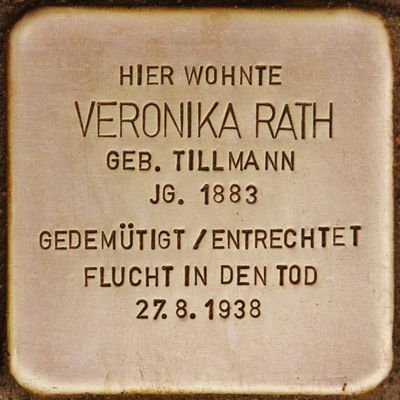 HIER WOHNTE
VERONIKA RATH
GEB. TILLMANN
JG. 1883
GEDEMÜTIGT / ENTRECHTET
FLUCHT IN DEN TOD
27.8.1938